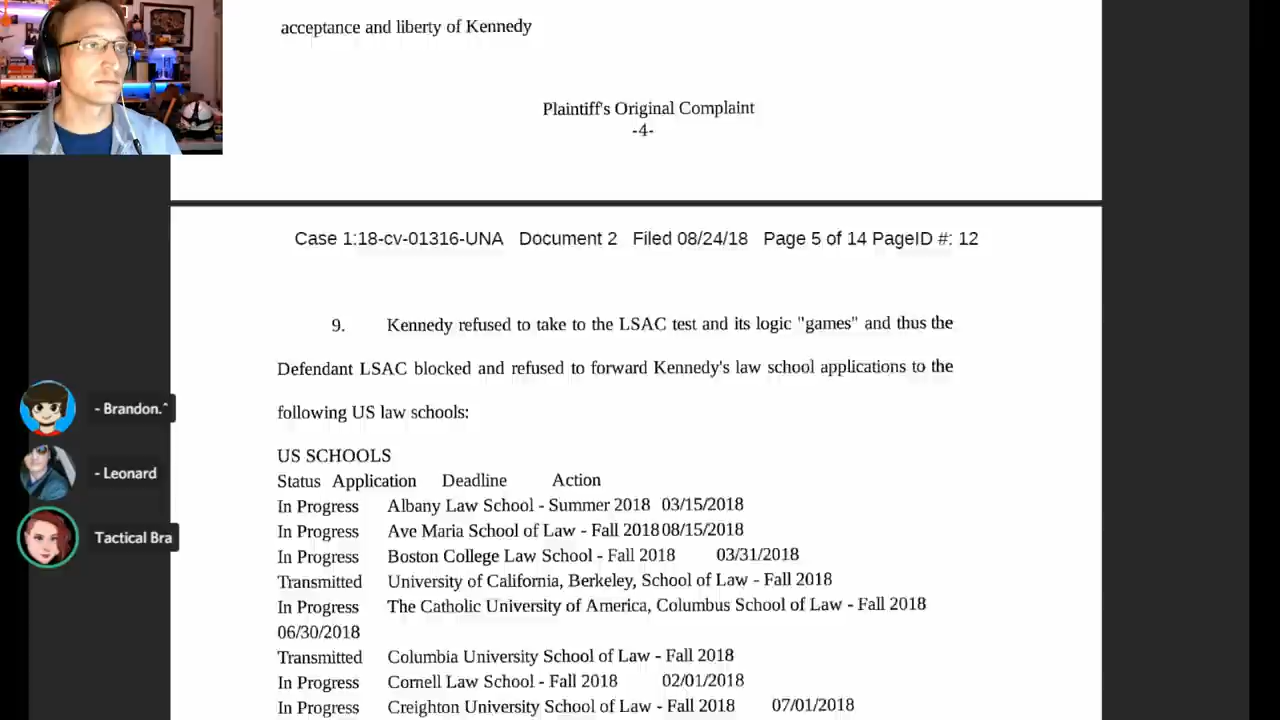 acceptance and liberty of Kennedy
Plaintiff's Original Complaint
-4-
Case 1:18-cv-01316-UNA Document 2 Filed 08/24/18 Page 5 of 14 PageID #: 12
9. Kennedy refused to take to the LSAC test and its logic "games" and thus the
Defendant LSAC blocked and refused to forward Kennedy's law school applications to the
following US law schools:
US SCHOOLS
Status Application Deadline Action
In Progress Albany Law School - Summer 2018 03/15/2018
In Progress Ave Maria School of Law - Fall 2018 08/15/2018
In Progress Boston College Law School - Fall 2018 03/31/2018
Transmitted University of California, Berkeley, School of Law - Fall 2018
In Progress The Catholic University of America, Columbus School of Law - Fall 2018
06/30/2018
Transmitted Columbia University School of Law - Fall 2018
In Progress Cornell Law School - Fall 2018 02/01/2018
In Progress Creighton University School of Law - Fall 2018 07/01/2018
- Brandon.^
- Leonard
Tactical Bra